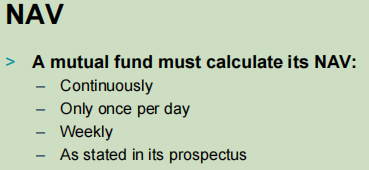 NAV
> A mutual fund must calculate its NAV:
– Continuously
– Only once per day
– Weekly
– As stated in its prospectus